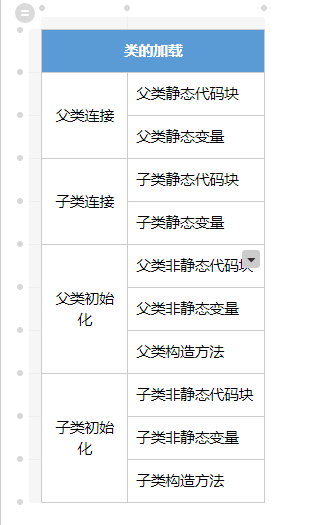 类的加载
父类连接
父类静态代码块
父类静态变量
子类连接
子类静态代码块
子类静态变量
父类初始
化
父类非静态代码块
父类非静态变量
父类构造方法
子类初始
化
子类非静态代码块
子类非静态变量
子类构造方法